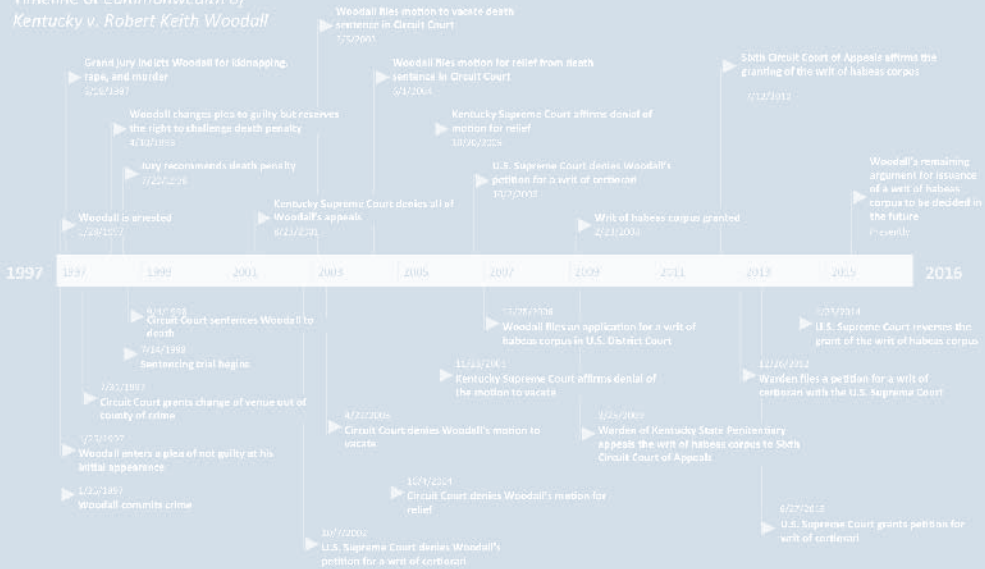 Timeline of Commonwealth of
Kentucky v. Robert Keith Woodall
Woodall files motion to vacate death
sentence in Circuit Court
Grand Jury indicts Woodall for kidnapping,
rape, and murder
Woodall files motion for relief from death
sentence in Circuit Court
Sixth Circuit Court of Appeals affirms the
granting of the writ of habeas corpus
Woodall changes plea to guilty but reserves
the right to challenge death penalty
Kentucky Supreme Court affirms denial of
motion for relief
Jury recommends death penalty
U.S. Supreme Court denies Woodall's
petition for a writ of certiorari
Woodall's remaining
argument for issuance
of a writ of habeas
corpus to be decided in
the future
Presently
Kentucky Supreme Court denies all of
Woodall's appeals
Woodall is arrested
Writ of habeas corpus granted
1997 1997 1999 2001 2003 2005 2007 2009 2011 2013 2015 2016
Circuit Court sentences Woodall to
death
Woodall files an application for a writ of
habeas corpus in U.S. District Court
U.S. Supreme Court reverses the
grant of the writ of habeas corpus
7/14/1998
Sentencing trial begins
Kentucky Supreme Court affirms denial of
the motion to vacate
Warden files a petition for a writ of
certiorari with the U.S. Supreme Court
Circuit Court grants change of venue out of
county of crime
Circuit Court denies Woodall's motion to
vacate
Warden of Kentucky State Penitentiary
appeals the writ of habeas corpus to Sixth
Circuit Court of Appeals
Woodall enters a plea of not guilty at his
initial appearance
Woodall commits crime
Circuit Court denies Woodall's motion for
relief
U.S. Supreme Court grants petition for
writ of certiorari
U.S. Supreme Court denies Woodall's
petition for a writ of certiorari